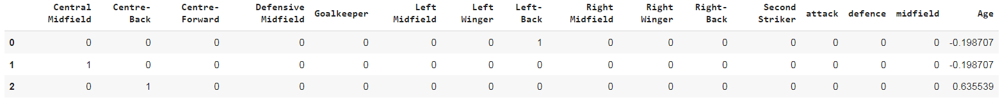 Central Midfield Centre-Back Centre-Forward Defensive Midfield Goalkeeper Left Midfield Left Winger Left-Back Right Midfield Right Winger Right-Back Second Striker attack defence midfield Age
0 0 0 0 0 0 0 0 1 0 0 0 0 0 0 0 -0.198707
1 1 0 0 0 0 0 0 0 0 0 0 0 0 0 0 -0.198707
2 0 1 0 0 0 0 0 0 0 0 0 0 0 0 0 0.635539